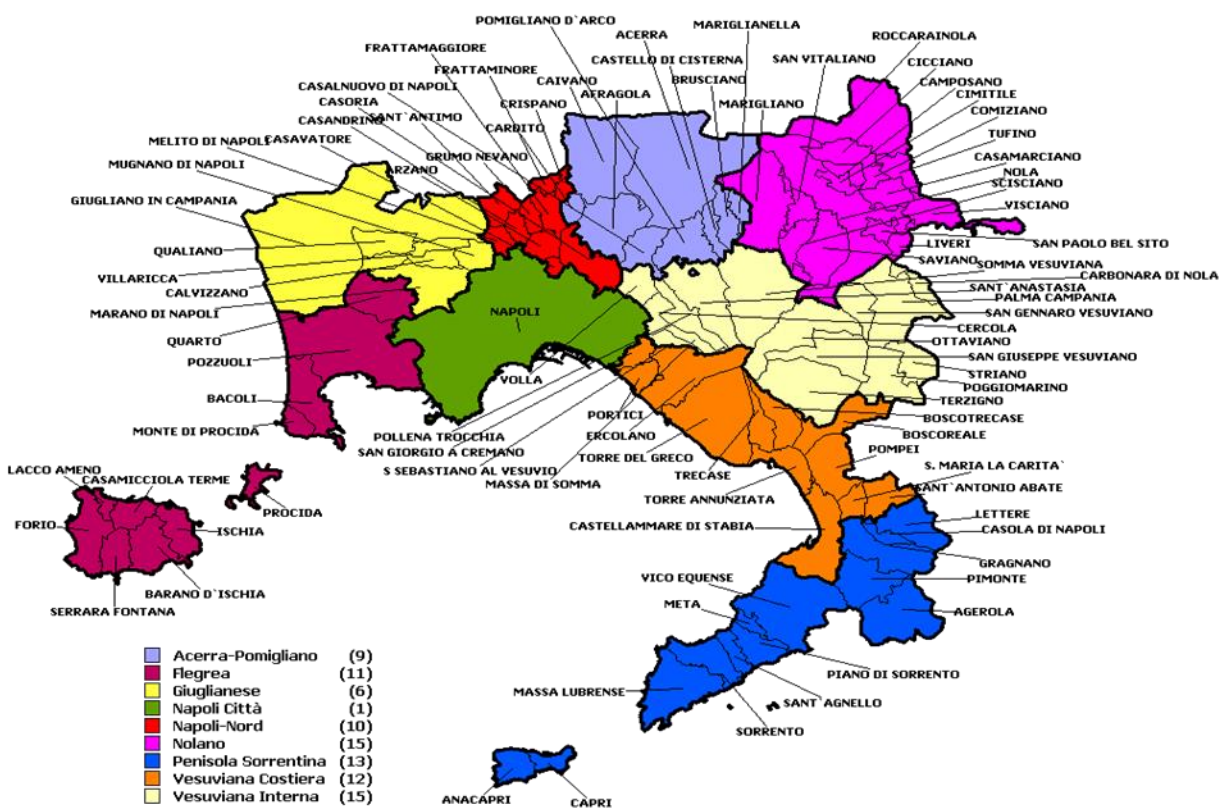 POMIGLIANO D`ARCO
MARIGLIANELLA
ACERRA
ROCCARAINOLA
FRATTAMAGGIORE
CASTELLO DI CISTERNA
SAN VITALIANO
CICCIANO
FRATTAMINORE
CAIVANO
BRUSCIANO
CAMPOSANO
CASALNUOVO DI NAPOLI
AFRAGOLA
CIMITILE
CASORIA
CRISPANO
MARIGLIANO
COMIZIANO
SANT`ANTIMO
CASANDRINO
CARDITO
TUFINO
MELITO DI NAPOLI
CASAVATORE
GRUMO NEVANO
CASAMARCIANO
MUGNANO DI NAPOLI
ARZANO
NOLA
SCISCIANO
GIUGLIANO IN CAMPANIA
VISCIANO
QUALIANO
LIVERI
SAN PAOLO BEL SITO
SAVIANO
VILLARICCA
SOMMA VESUVIANA
CARBONARA DI NOLA
CALVIZZANO
SANT`ANASTASIA
PALMA CAMPANIA
MARANO DI NAPOLI
NAPOLI
SAN GENNARO VESUVIANO
CERCOLA
QUARTO
OTTAVIANO
POZZUOLI
SAN GIUSEPPE VESUVIANO
STRIANO
VOLLA
POGGIOMARINO
BACOLI
TERZIGNO
PORTICI
BOSCOTRECASE
MONTE DI PROCIDA
POLLENA TROCCHIA
ERCOLANO
BOSCOREALE
SAN GIORGIO A CREMANO
TORRE DEL GRECO
POMPEI
LACCO AMENO
S SEBASTIANO AL VESUVIO
TRECASE
S. MARIA LA CARITA`
CASAMICCIOLA TERME
MASSA DI SOMMA
SANT`ANTONIO ABATE
TORRE ANNUNZIATA
PROCIDA
LETTERE
FORIO
ISCHIA
CASTELLAMMARE DI STABIA
CASOLA DI NAPOLI
GRAGNANO
VICO EQUENSE
PIMONTE
BARANO D`ISCHIA
META
AGEROLA
SERRARA FONTANA
PIANO DI SORRENTO
MASSA LUBRENSE
SANT`AGNELLO
SORRENTO
ANACAPRI
CAPRI
Acerra-Pomigliano (9)
Flegrea (11)
Giuglianese (6)
Napoli Città (1)
Napoli-Nord (10)
Nolano (15)
Penisola Sorrentina (13)
Vesuviana Costiera (12)
Vesuviana Interna (15)